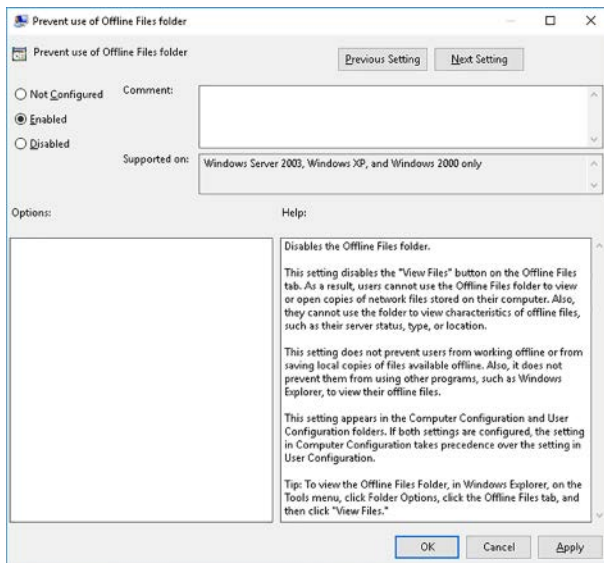 Prevent use of Offline Files folder
Prevent use of Offline Files folder
Previous Setting
Next Setting
Not Configured
Comment:
Enabled
Disabled
Supported on:
Windows Server 2003, Windows XP, and Windows 2000 only
Options:
Help:
Disables the Offline Files folder.
This setting disables the "View Files" button on the Offline Files
tab. As a result, users cannot use the Offline Files folder to view
or open copies of network files stored on their computer. Also,
they cannot use the folder to view characteristics of offline files,
such as their server status, type, or location.
This setting does not prevent users from working offline or from
saving local copies of files available offline. Also, it does not
prevent them from using other programs, such as Windows
Explorer, to view their offline files.
This setting appears in the Computer Configuration and User
Configuration folders. If both settings are configured, the setting
in Computer Configuration takes precedence over the setting in
User Configuration.
Tip: To view the Offline Files Folder, in Windows Explorer, on the
Tools menu, click Folder Options, click the Offline Files tab, and
then click "View Files."
OK
Cancel
Apply